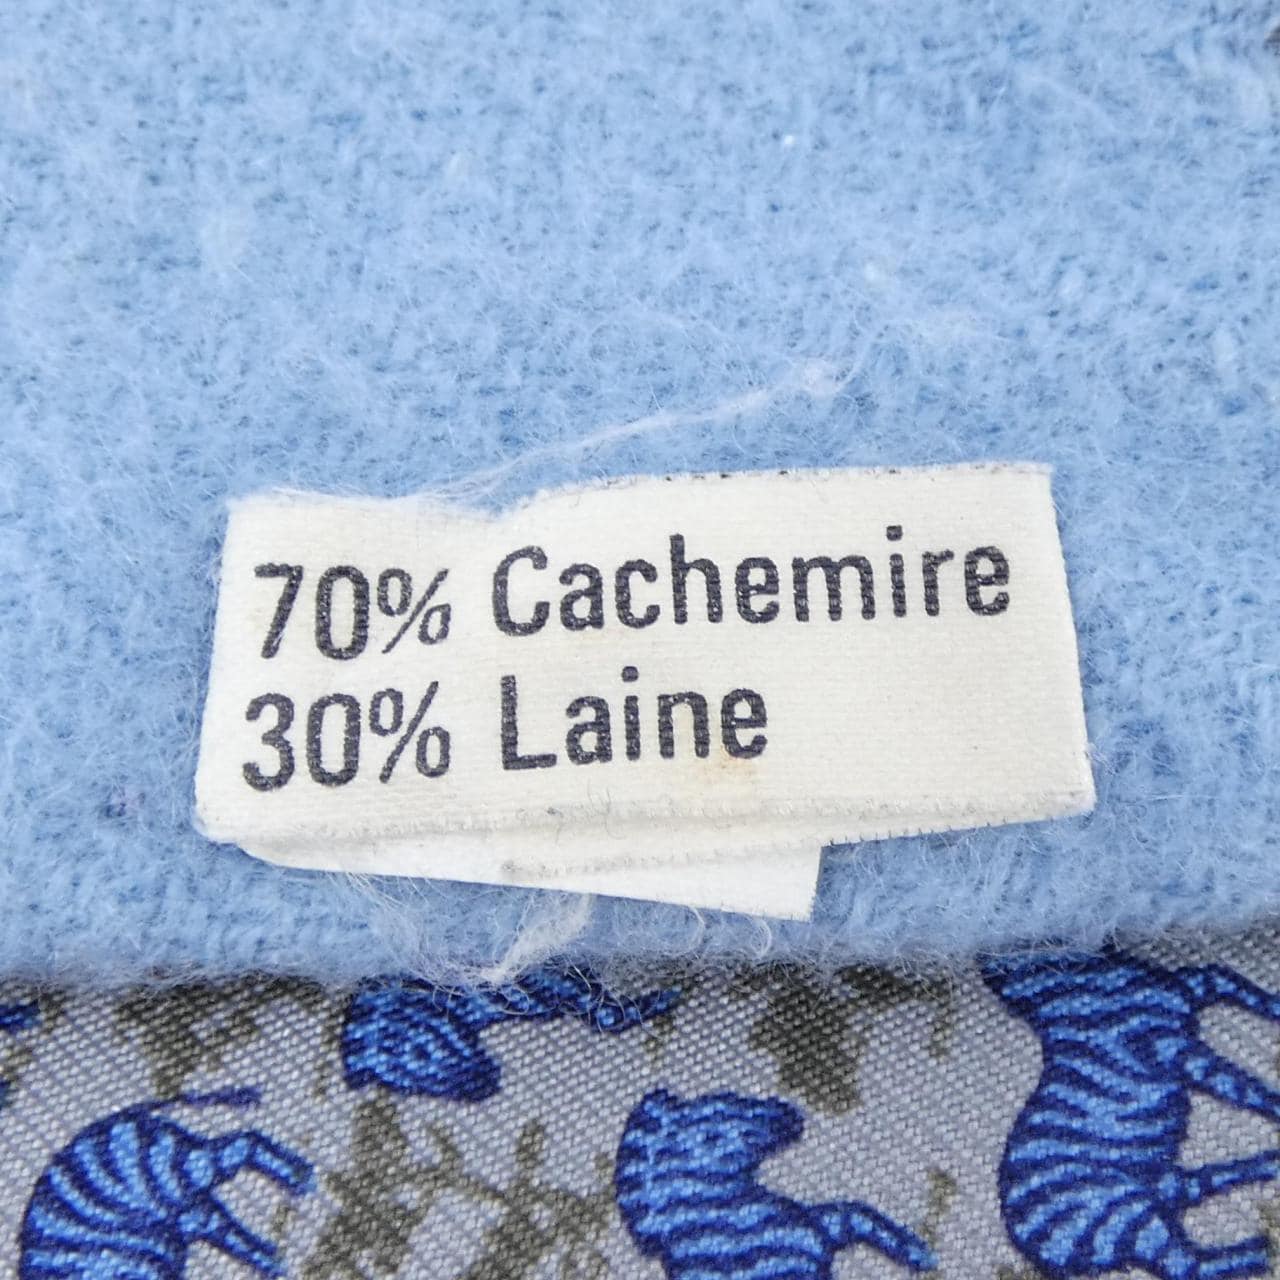 70% Cachemire
30% Laine